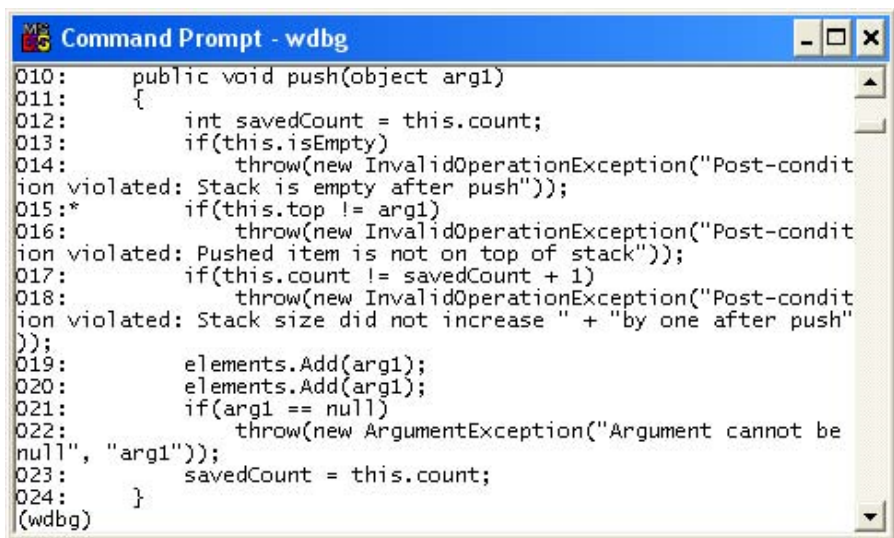 Command Prompt - wdbg
010:        public void push(object arg1)
011:        {
012:            int savedCount = this.count;
013:            if(this.isEmpty)
014:                throw(new InvalidOperationException("Post-condit
ion violated: Stack is empty after push"));
015:*           if(this.top != arg1)
016:                throw(new InvalidOperationException("Post-condit
ion violated: Pushed item is not on top of stack"));
017:            if(this.count != savedCount + 1)
018:                throw(new InvalidOperationException("Post-condit
ion violated: Stack size did not increase " + "by one after push"
));
019:            elements.Add(arg1);
020:            elements.Add(arg1);
021:            if(arg1 == null)
022:                throw(new ArgumentException("Argument cannot be
null", "arg1"));
023:            savedCount = this.count;
024:        }
(wdbg)